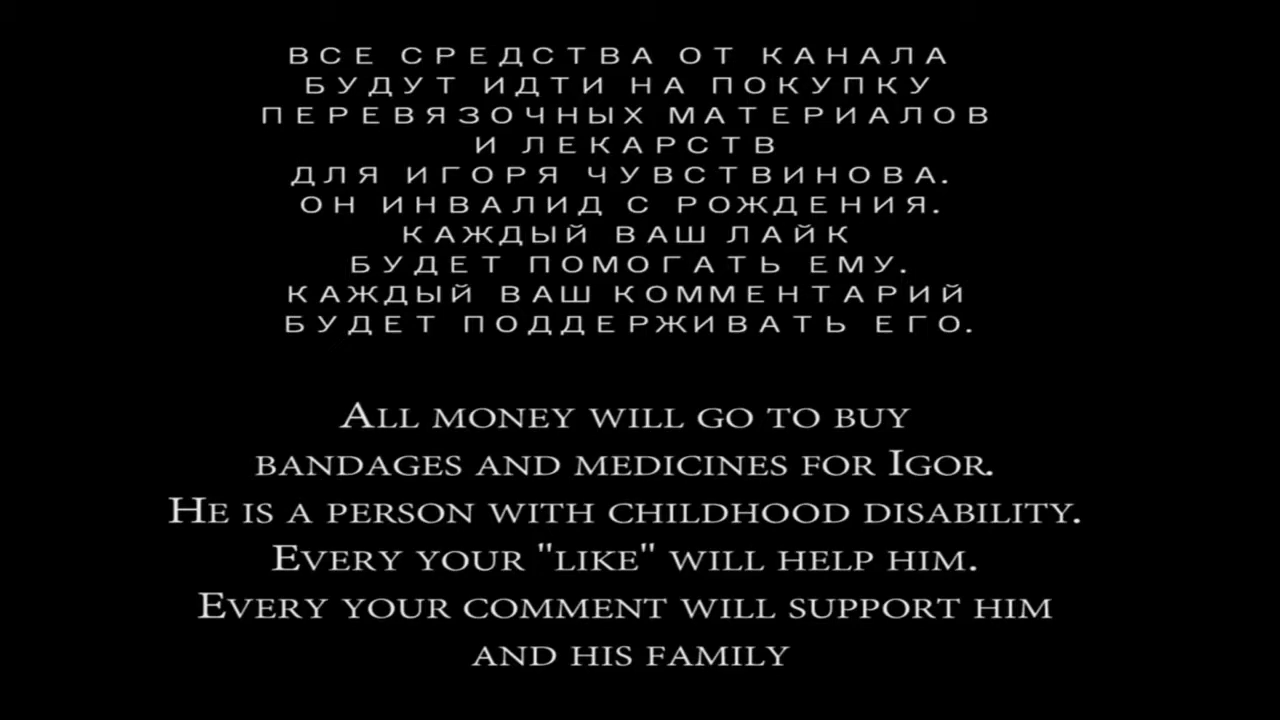 ВСЕ СРЕДСТВА ОТ КАНАЛА
БУДУТ ИДТИ НА ПОКУПКУ
ПЕРЕВЯЗОЧНЫХ МАТЕРИАЛОВ
И ЛЕКАРСТВ
ДЛЯ ИГОРЯ ЧУВСТВИНОВА.
ОН ИНВАЛИД С РОЖДЕНИЯ.
КАЖДЫЙ ВАШ ЛАЙК
БУДЕТ ПОМОГАТЬ ЕМУ.
КАЖДЫЙ ВАШ КОММЕНТАРИЙ
БУДЕТ ПОДДЕРЖИВАТЬ ЕГО.
ALL MONEY WILL GO TO BUY
BANDAGES AND MEDICINES FOR IGOR.
HE IS A PERSON WITH CHILDHOOD DISABILITY.
EVERY YOUR "LIKE" WILL HELP HIM.
EVERY YOUR COMMENT WILL SUPPORT HIM
AND HIS FAMILY